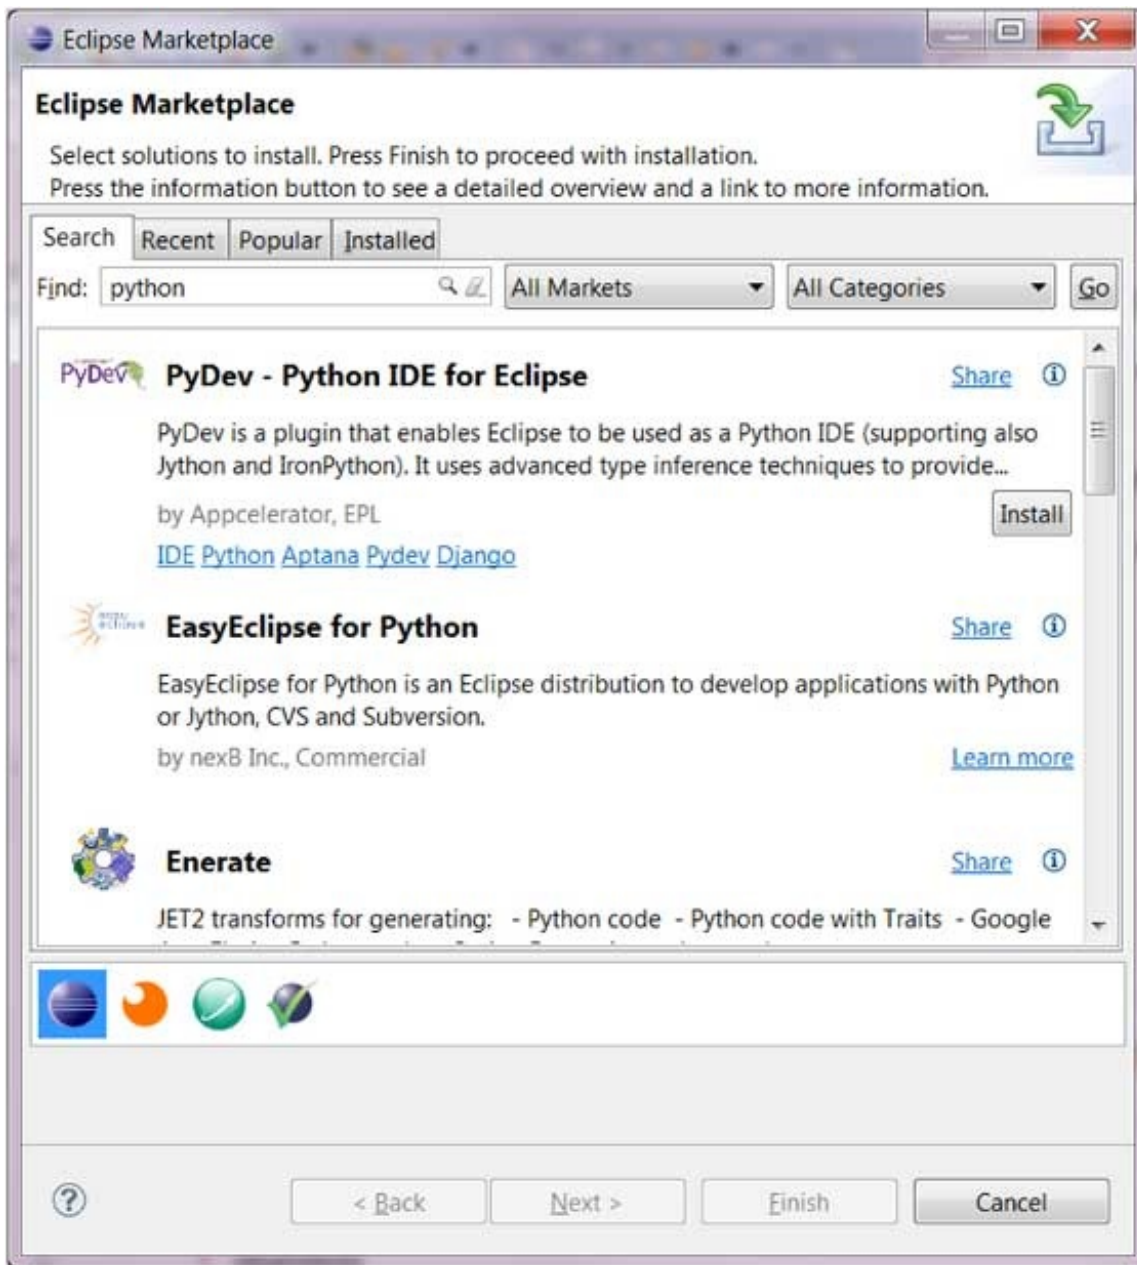 Eclipse Marketplace
Eclipse Marketplace
Select solutions to install. Press Finish to proceed with installation.
Press the information button to see a detailed overview and a link to more information.
Search Recent Popular Installed
Find: python All Markets All Categories Go
PyDev PyDev - Python IDE for Eclipse Share
PyDev is a plugin that enables Eclipse to be used as a Python IDE (supporting also
Jython and IronPython). It uses advanced type inference techniques to provide...
by Appcelerator, EPL Install
IDE Python Aptana Pydev Django
EasyEclipse for Python Share
EasyEclipse for Python is an Eclipse distribution to develop applications with Python
or Jython, CVS and Subversion.
by nexB Inc., Commercial Learn more
Enerate Share
JET2 transforms for generating: - Python code - Python code with Traits - Google
< Back Next > Finish Cancel